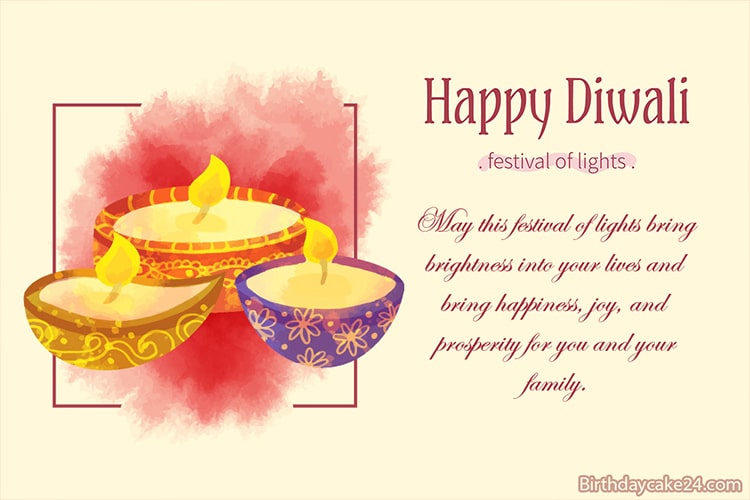 Happy Diwali
. festival of lights .
May this festival of lights bring
brightness into your lives and
bring happiness, joy, and
prosperity for you and your
family.
Birthdaycake24.com